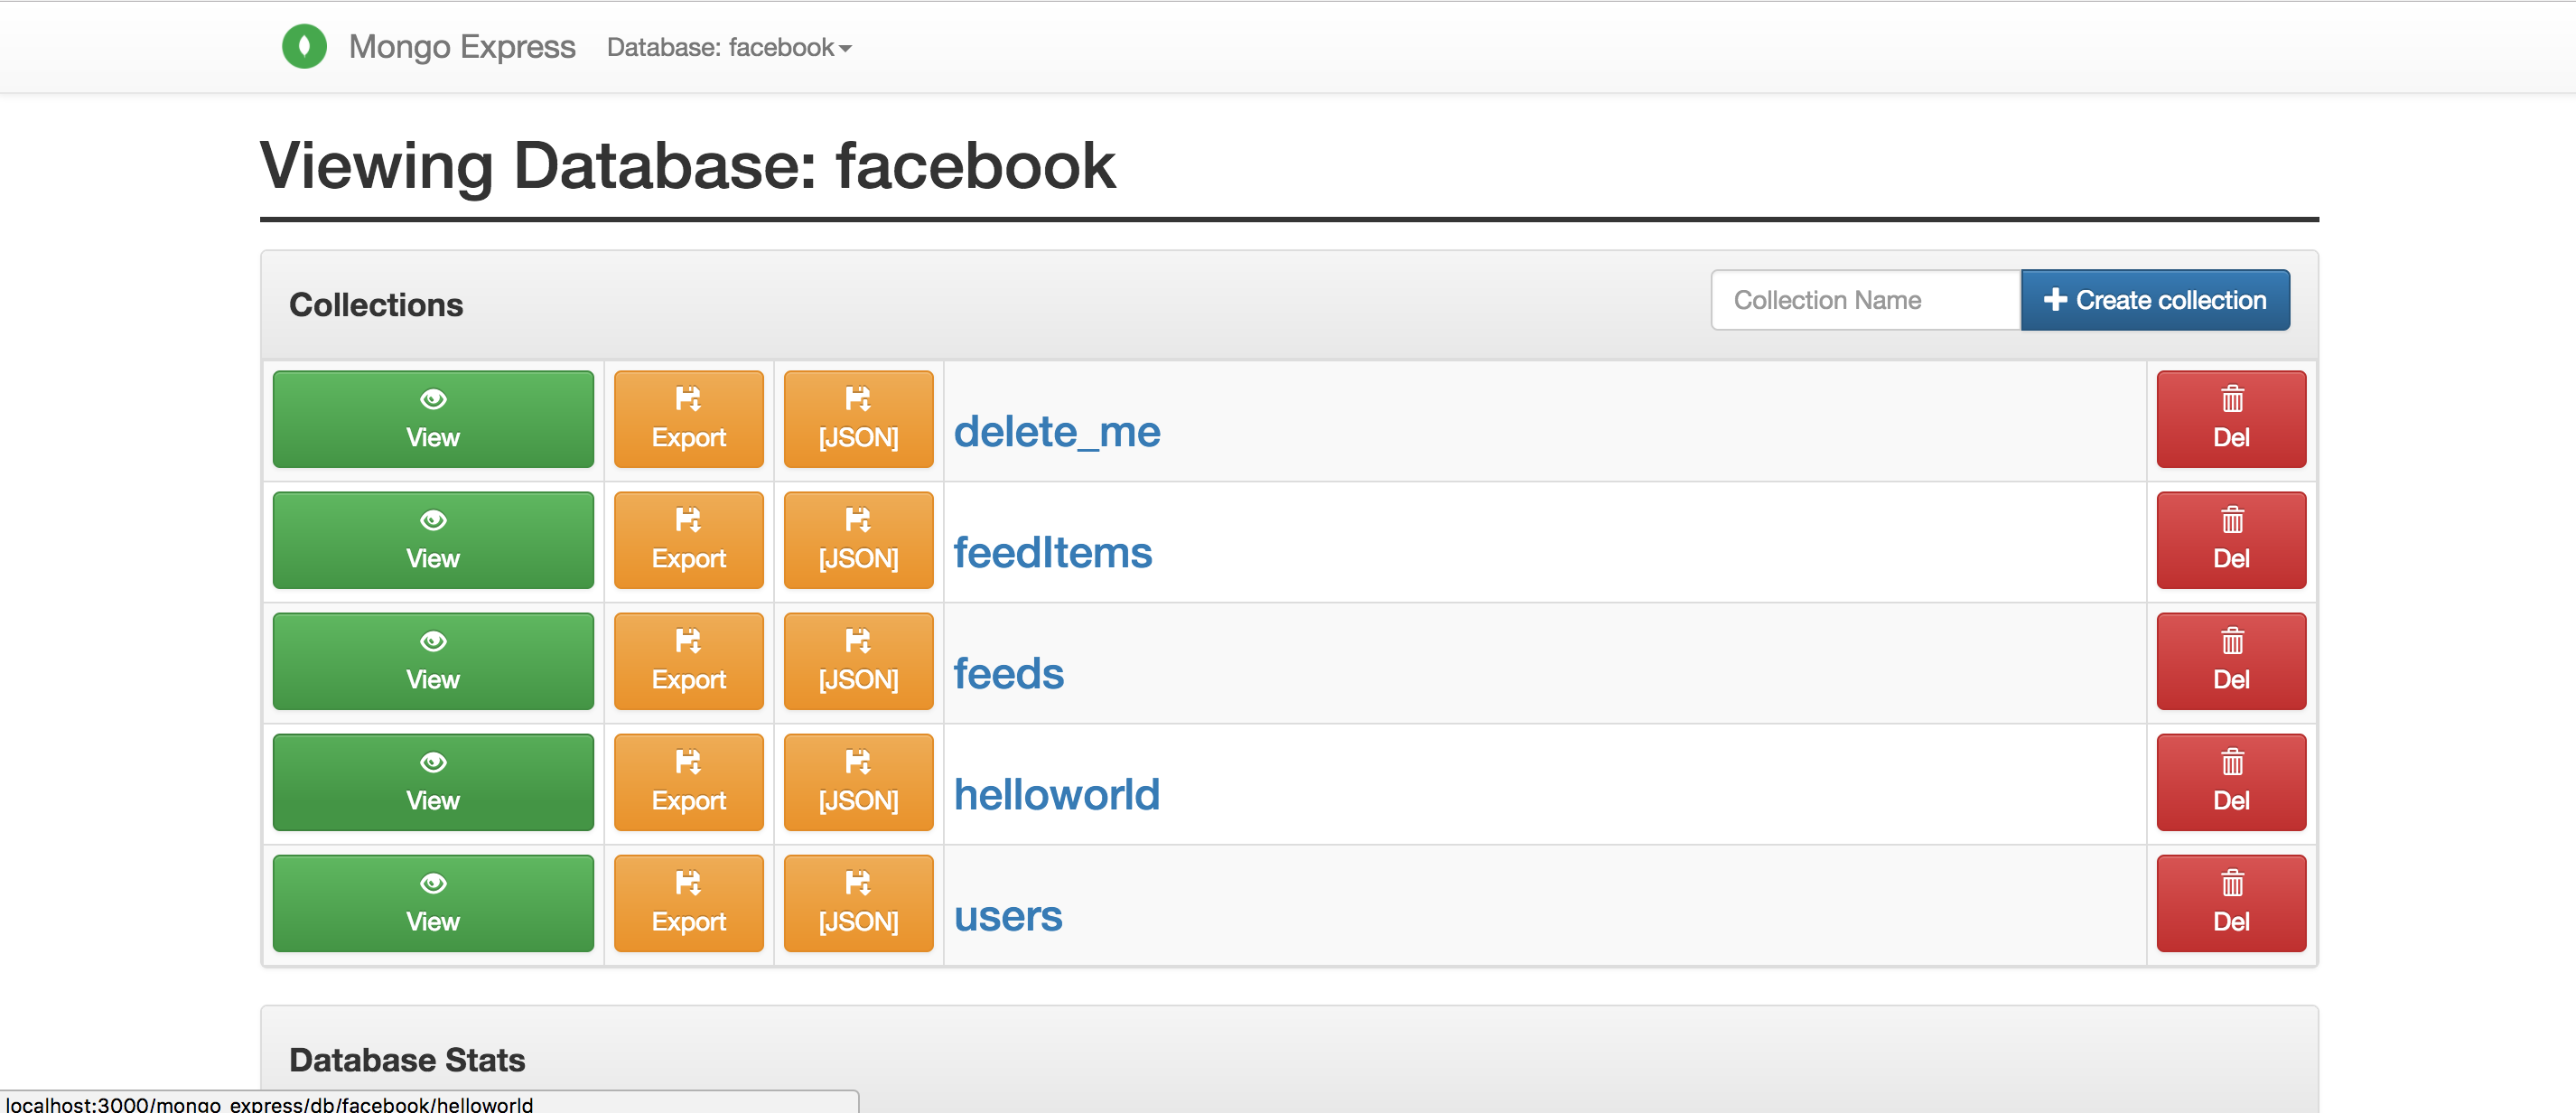 Mongo Express Database: facebook
Viewing Database: facebook
Collections
Collection Name
Create collection
View Export [JSON] delete_me Del
View Export [JSON] feedItems Del
View Export [JSON] feeds Del
View Export [JSON] helloworld Del
View Export [JSON] users Del
Database Stats
localhost:3000/mongo_express/db/facebook/helloworld